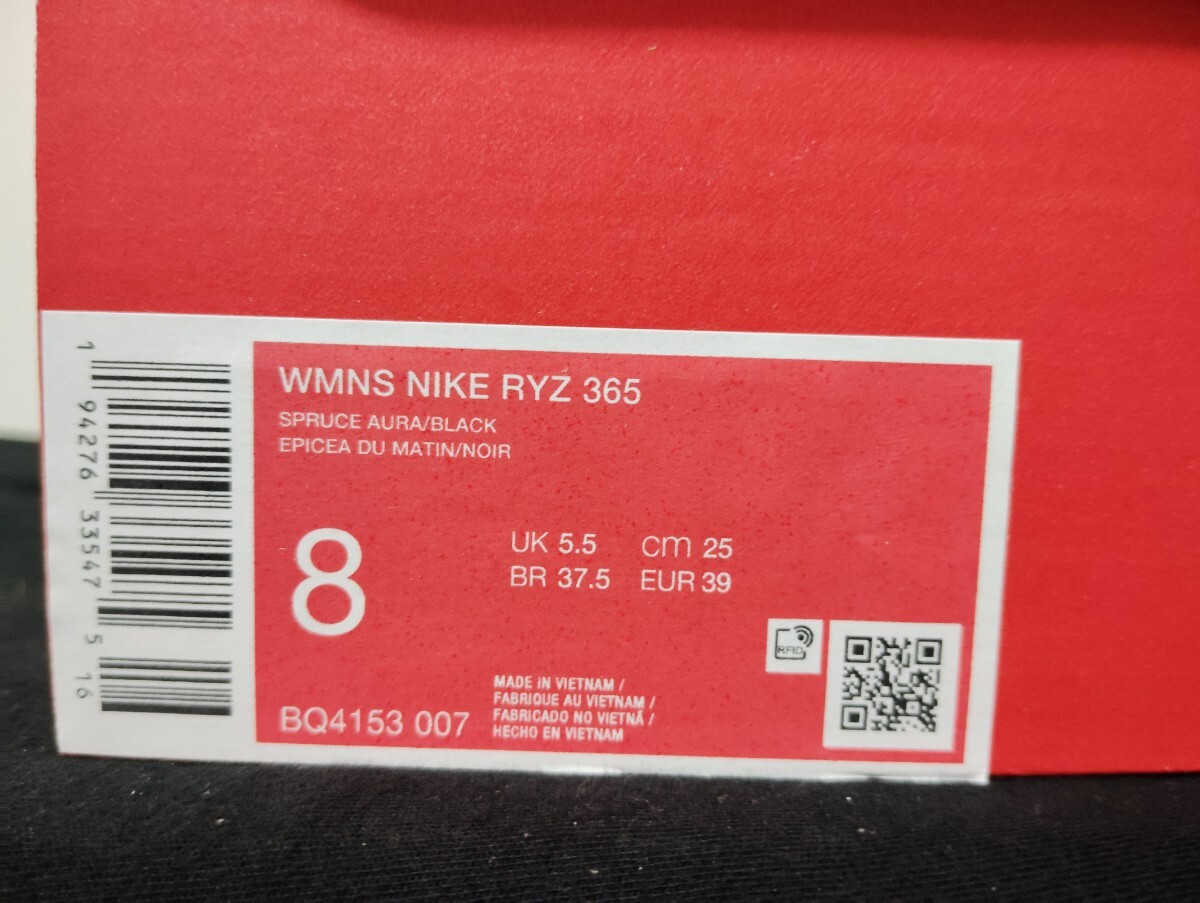 WMNS NIKE RYZ 365
SPRUCE AURA/BLACK
EPICEA DU MATIN/NOIR
8
UK 5.5 cm 25
BR 37.5 EUR 39
RFID
MADE IN VIETNAM /
FABRIQUE AU VIETNAM /
FABRICADO NO VIETNÃ /
HECHO EN VIETNAM
BQ4153 007
1 94276 33547 5 16